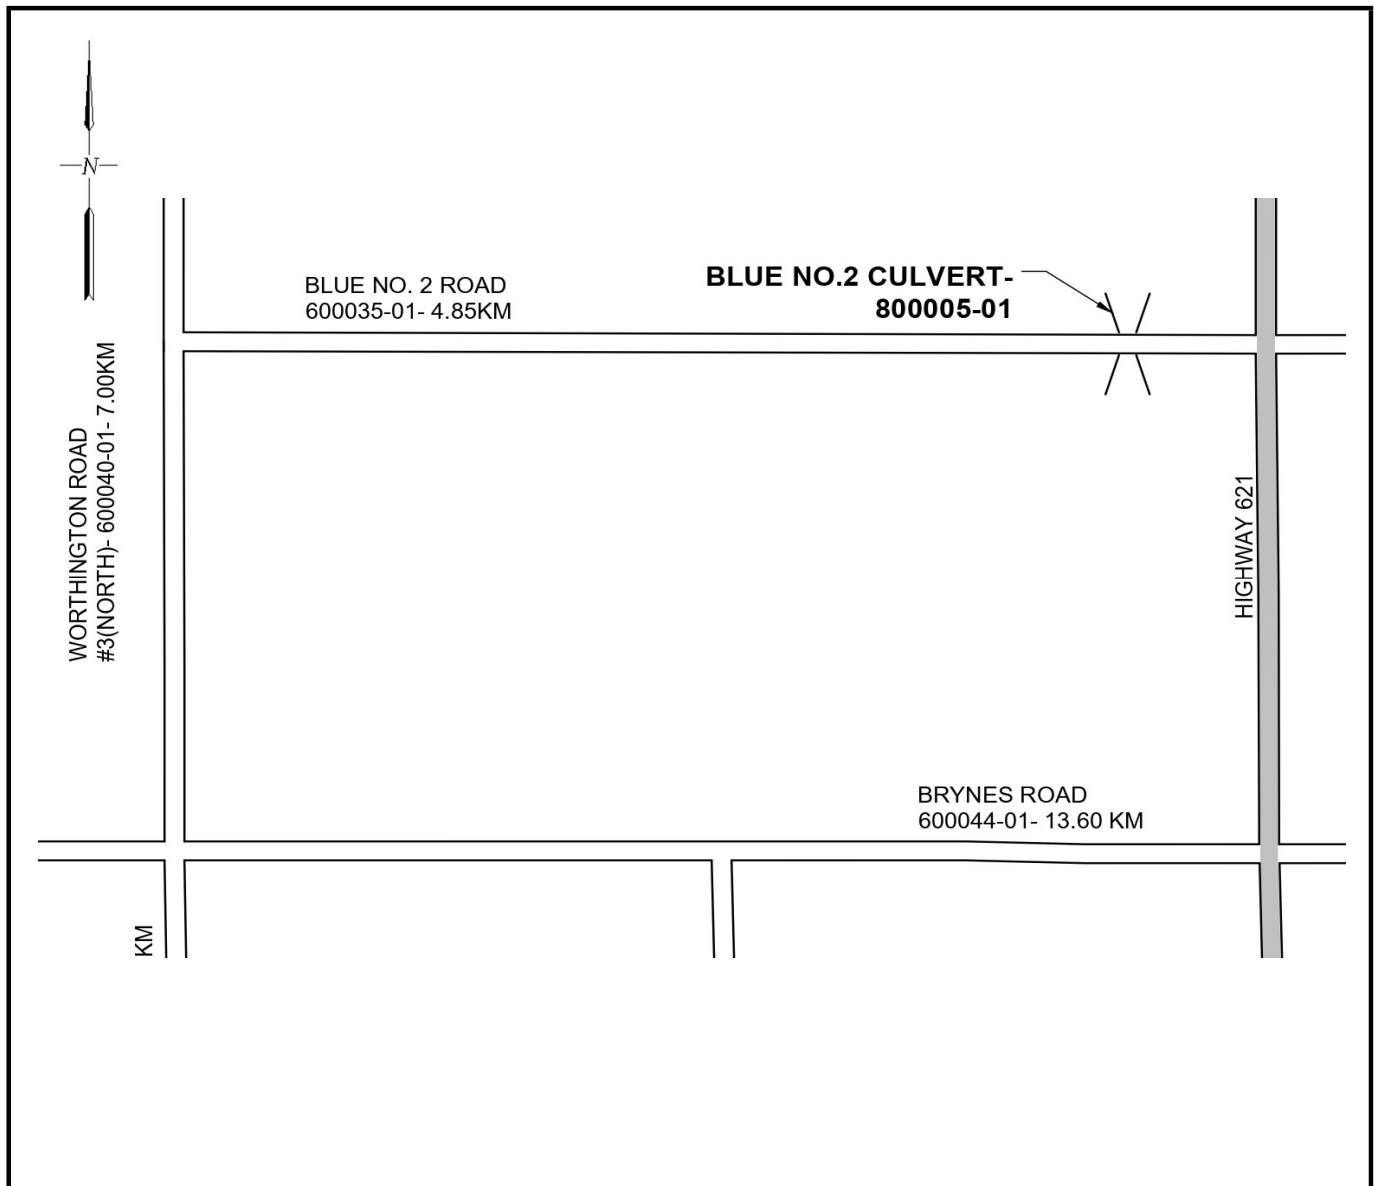 N
BLUE NO. 2 ROAD
600035-01- 4.85KM
BLUE NO.2 CULVERT-
800005-01
WORTHINGTON ROAD
#3(NORTH)- 600040-01- 7.00KM
HIGHWAY 621
BRYNES ROAD
600044-01- 13.60 KM
KM